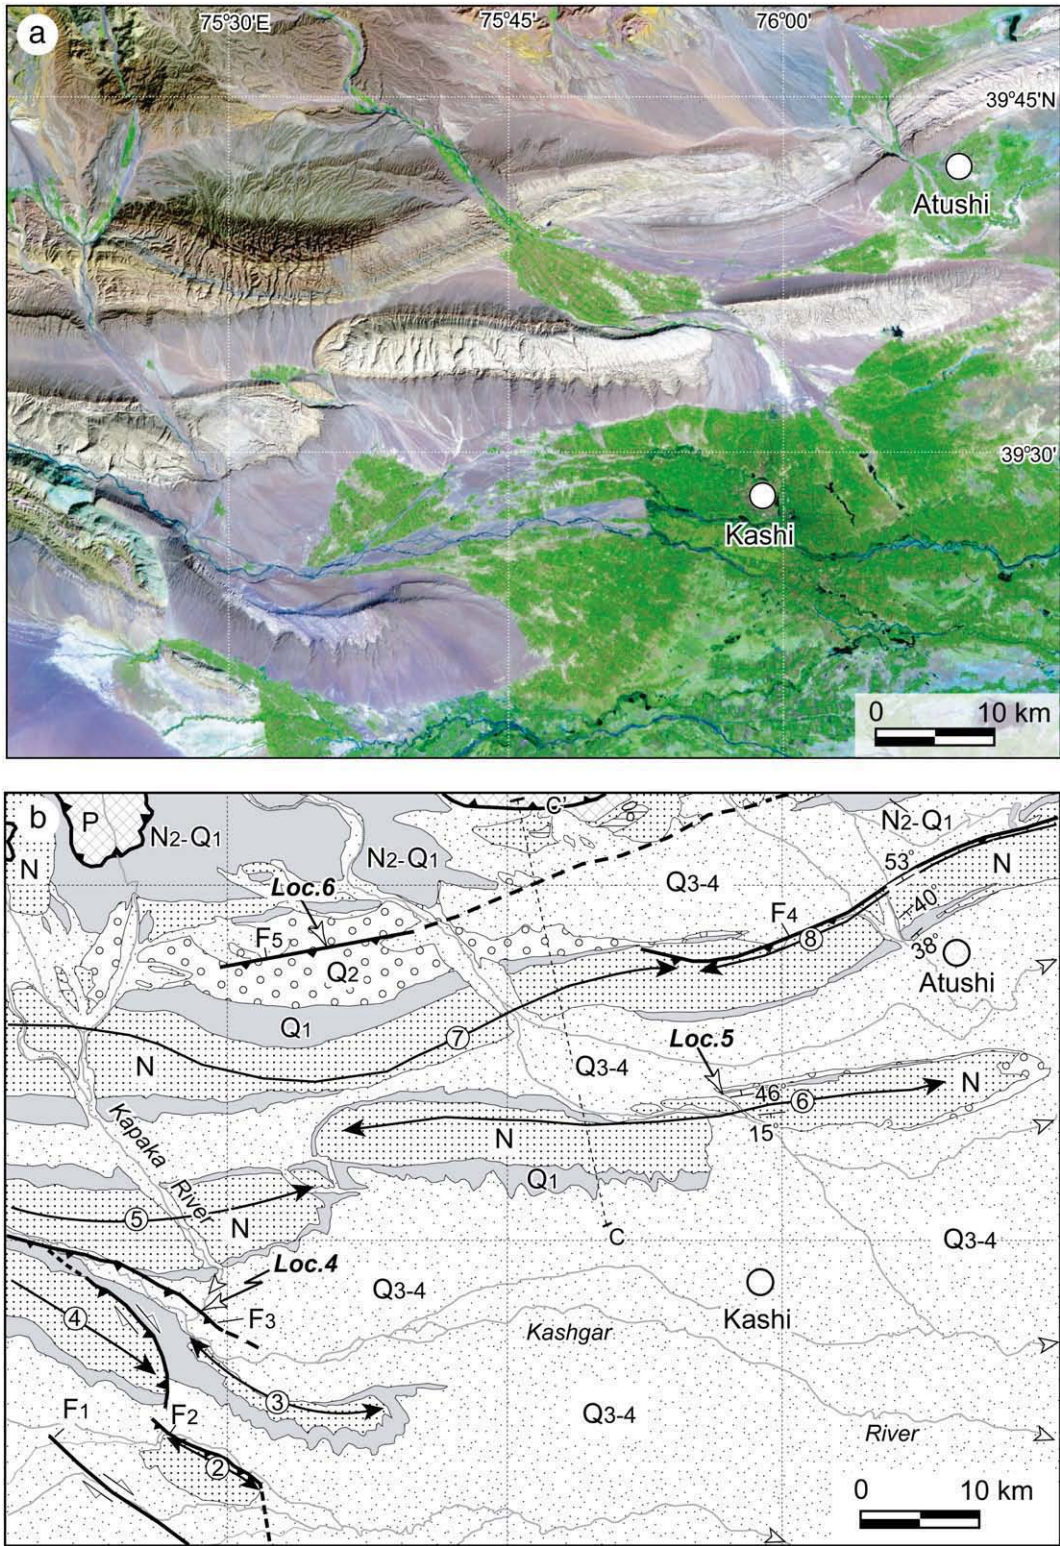 a
75°30'E
75°45'
76°00'
39°45'N
Atushi
39°30'
Kashi
0 10 km
b
P
N2-Q1
N
N2-Q1
C'
N2-Q1
Q3-4
53°
N
Loc.6
F5
F4
40°
8
38°
Q2
Atushi
Q1
7
Loc.5
N
Q3-4
46°
6
N
15°
Kapaka
River
N
Q1
5
N
C
Q3-4
Loc.4
Q3-4
4
F3
Kashi
Kashgar
3
F1
F2
Q3-4
River
2
0 10 km